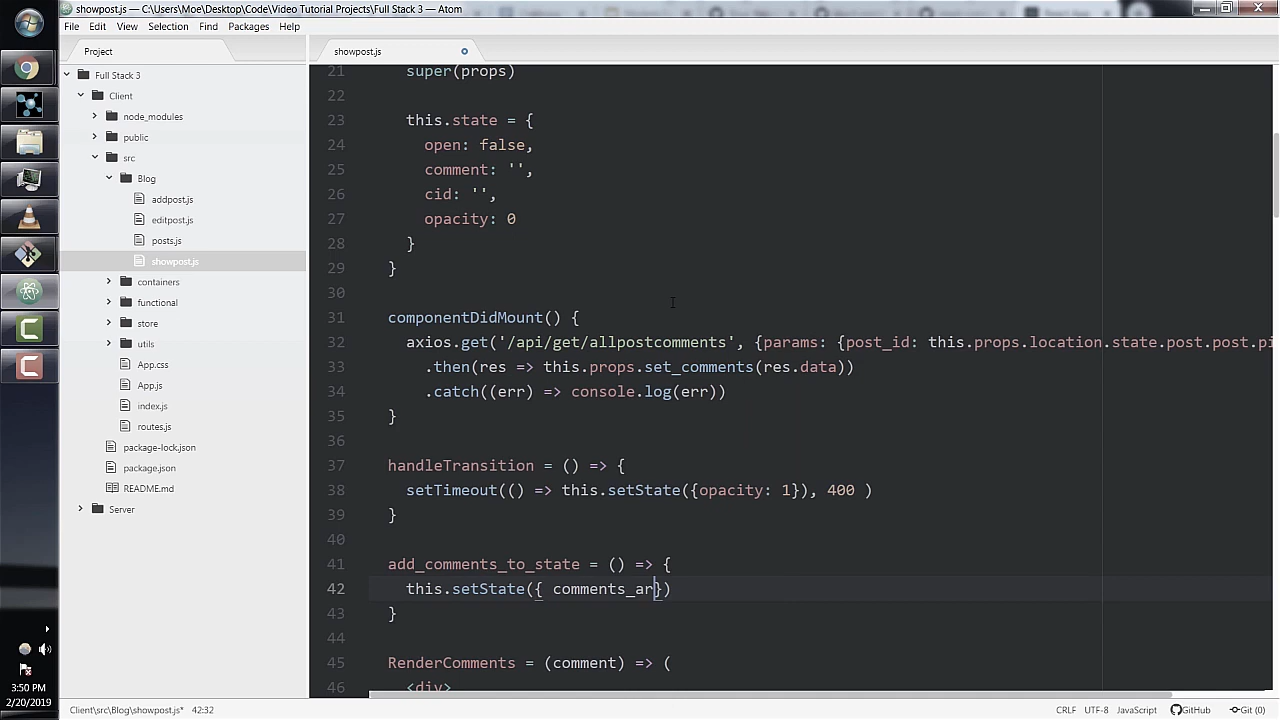 showpost.js — C:\Users\Moe\Desktop\Code\Video Tutorial Projects\Full Stack 3 — Atom
File Edit View Selection Find Packages Help
Project
showpost.js
Full Stack 3
Client
node_modules
public
src
Blog
addpost.js
editpost.js
posts.js
showpost.js
containers
functional
store
utils
App.css
App.js
index.js
routes.js
package-lock.json
package.json
README.md
Server
21 super(props)
22
23 this.state = {
24 open: false,
25 comment: '',
26 cid: '',
27 opacity: 0
28 }
29 }
30
31 componentDidMount() {
32 axios.get('/api/get/allpostcomments', {params: {post_id: this.props.location.state.post.post.pi
33 .then(res => this.props.set_comments(res.data))
34 .catch((err) => console.log(err))
35 }
36
37 handleTransition = () => {
38 setTimeout(() => this.setState({opacity: 1}), 400 )
39 }
40
41 add_comments_to_state = () => {
42 this.setState({ comments_ar})
43 }
44
45 RenderComments = (comment) => (
46 <div>
3:50 PM
2/20/2019
Client\src\Blog\showpost.js* 42:32
CRLF UTF-8 JavaScript GitHub Git (0)